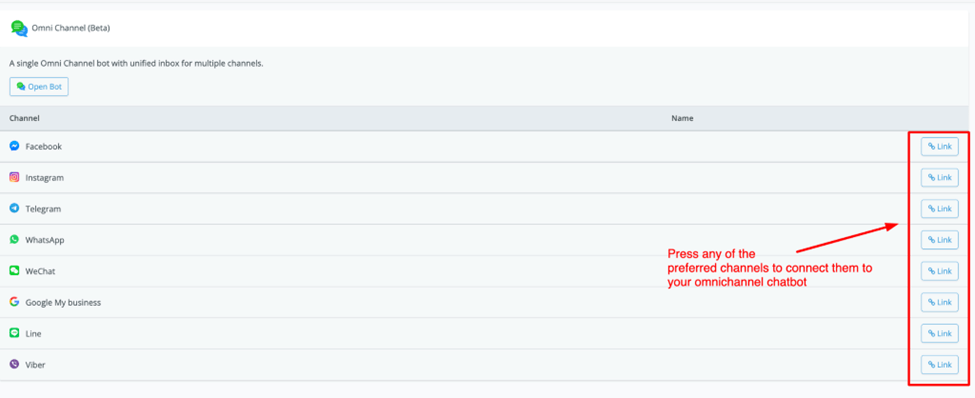 Omni Channel (Beta)
A single Omni Channel bot with unified inbox for multiple channels.
Open Bot
Channel Name
Facebook Link
Instagram Link
Telegram Link
WhatsApp Link
Press any of the
preferred channels to connect them to
your omnichannel chatbot
WeChat Link
Google My business Link
Line Link
Viber Link